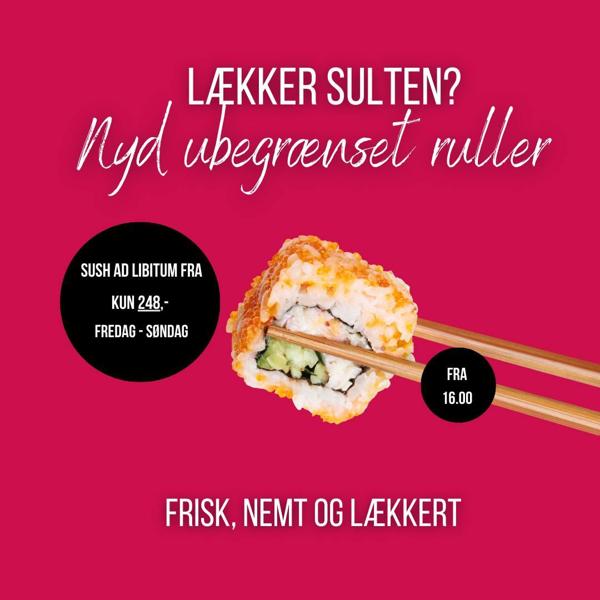 LÆKKER SULTEN?
Nyd ubegrænset ruller
SUSH AD LIBITUM FRA
KUN 248,-
FREDAG - SØNDAG
FRA
16.00
FRISK, NEMT OG LÆKKERT